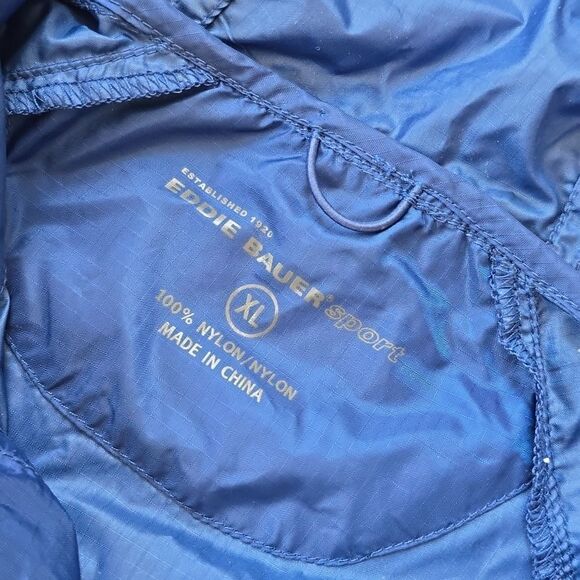 ESTABLISHED 1920
EDDIE BAUER® sport
XL
100% NYLON/NYLON
MADE IN CHINA